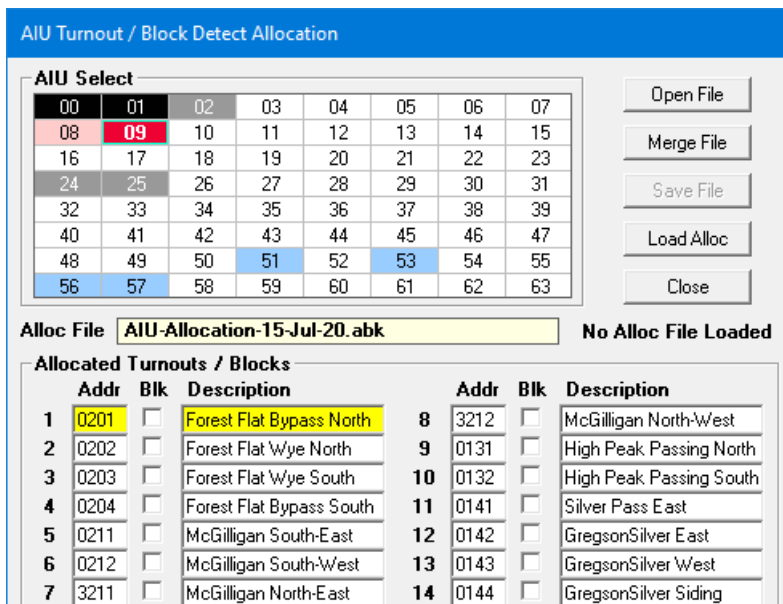 AIU Turnout / Block Detect Allocation
AIU Select
00 01 02 03 04 05 06 07
08 09 10 11 12 13 14 15
16 17 18 19 20 21 22 23
24 25 26 27 28 29 30 31
32 33 34 35 36 37 38 39
40 41 42 43 44 45 46 47
48 49 50 51 52 53 54 55
56 57 58 59 60 61 62 63
Open File
Merge File
Save File
Load Alloc
Close
Alloc File AIU-Allocation-15-Jul-20.abk No Alloc File Loaded
Allocated Turnouts / Blocks
Addr Blk Description Addr Blk Description
1 0201 Forest Flat Bypass North 8 3212 McGilligan North-West
2 0202 Forest Flat Wye North 9 0131 High Peak Passing North
3 0203 Forest Flat Wye South 10 0132 High Peak Passing South
4 0204 Forest Flat Bypass South 11 0141 Silver Pass East
5 0211 McGilligan South-East 12 0142 GregsonSilver East
6 0212 McGilligan South-West 13 0143 GregsonSilver West
7 3211 McGilligan North-East 14 0144 GregsonSilver Siding